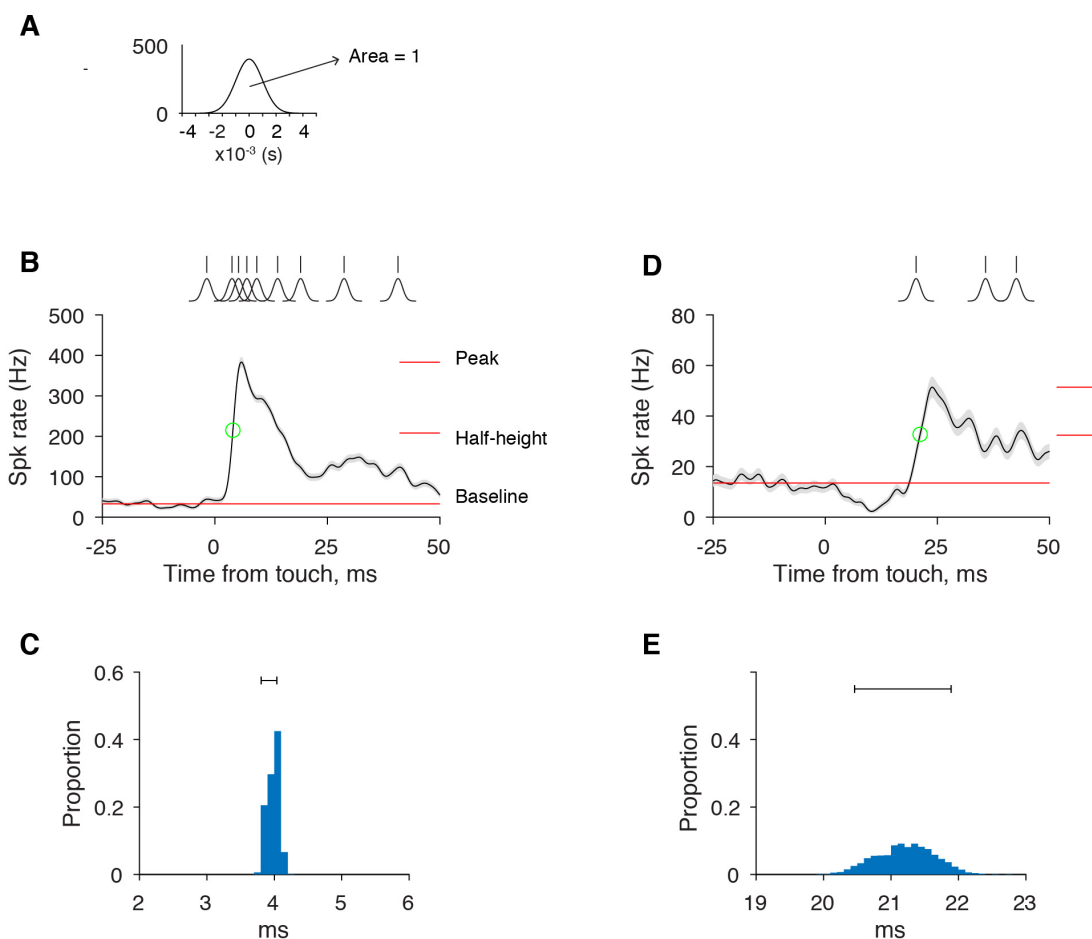 A
500
Area = 1
-
0
-4 -2 0 2 4
x10-3 (s)
B
500
400
300
200
100
0
Spk rate (Hz)
Peak
Half-height
Baseline
-25 0 25 50
Time from touch, ms
D
80
60
40
20
0
Spk rate (Hz)
-25 0 25 50
Time from touch, ms
C
0.6
0.4
0.2
0
Proportion
2 3 4 5 6
ms
E
0.4
0.2
0
Proportion
19 20 21 22 23
ms